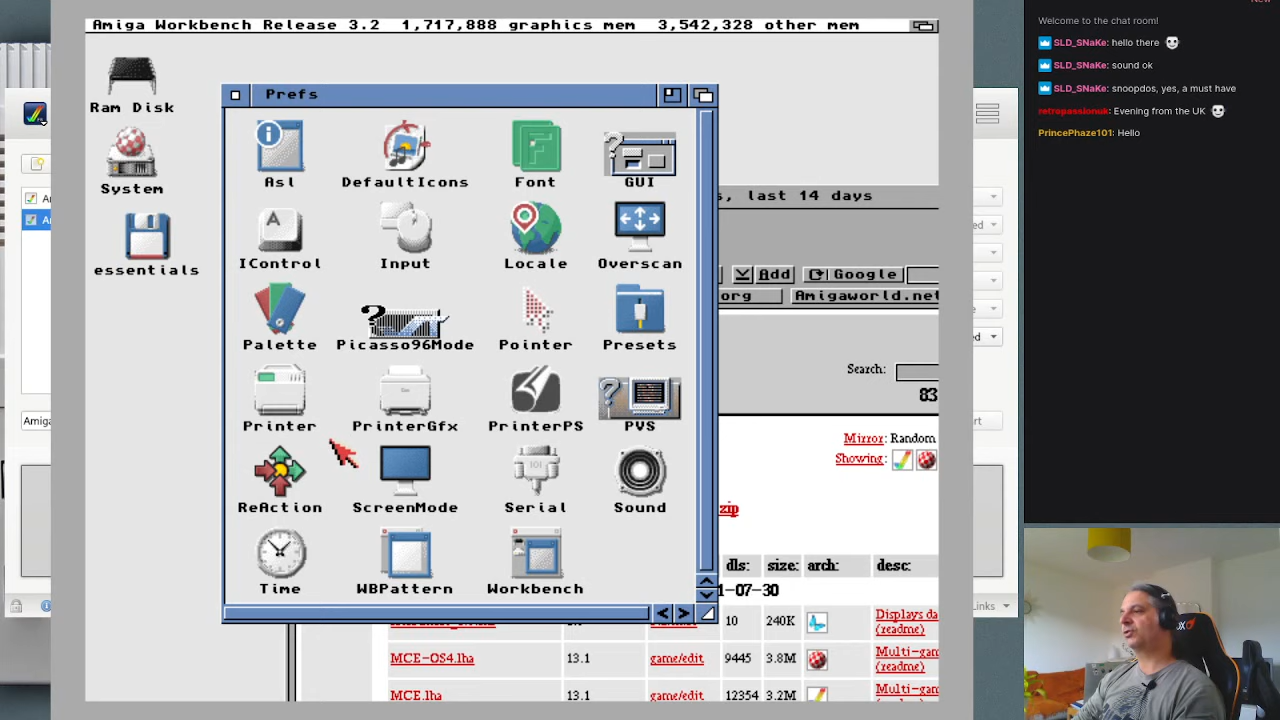 Amiga Workbench Release 3.2 1,717,888 graphics mem 3,542,328 other mem
Ram Disk
System
essentials
Prefs
Asl
DefaultIcons
Font
GUI
IControl
Input
Locale
Overscan
Palette
Picasso96Mode
Pointer
Presets
Printer
PrinterGfx
PrinterPS
PVS
ReAction
ScreenMode
Serial
Sound
Time
WBPattern
Workbench
s, last 14 days
Add
Google
org
Amigaworld.net
Search:
83
Mirror: Random
Showing:
zip
dls: size: arch: desc:
1-07-30
10 240K Displays da
(readme)
MCE-OS4.lha 13.1 game/edit 9445 3.8M Multi-gam
(readme)
MCE.lha 13.1 game/edit 12354 3.2M Multi-gam
Amiga
Links
Welcome to the chat room!
SLD_SNaKe: hello there
SLD_SNaKe: sound ok
SLD_SNaKe: snoopdos, yes, a must have
retropassionuk: Evening from the UK
PrincePhaze101: Hello